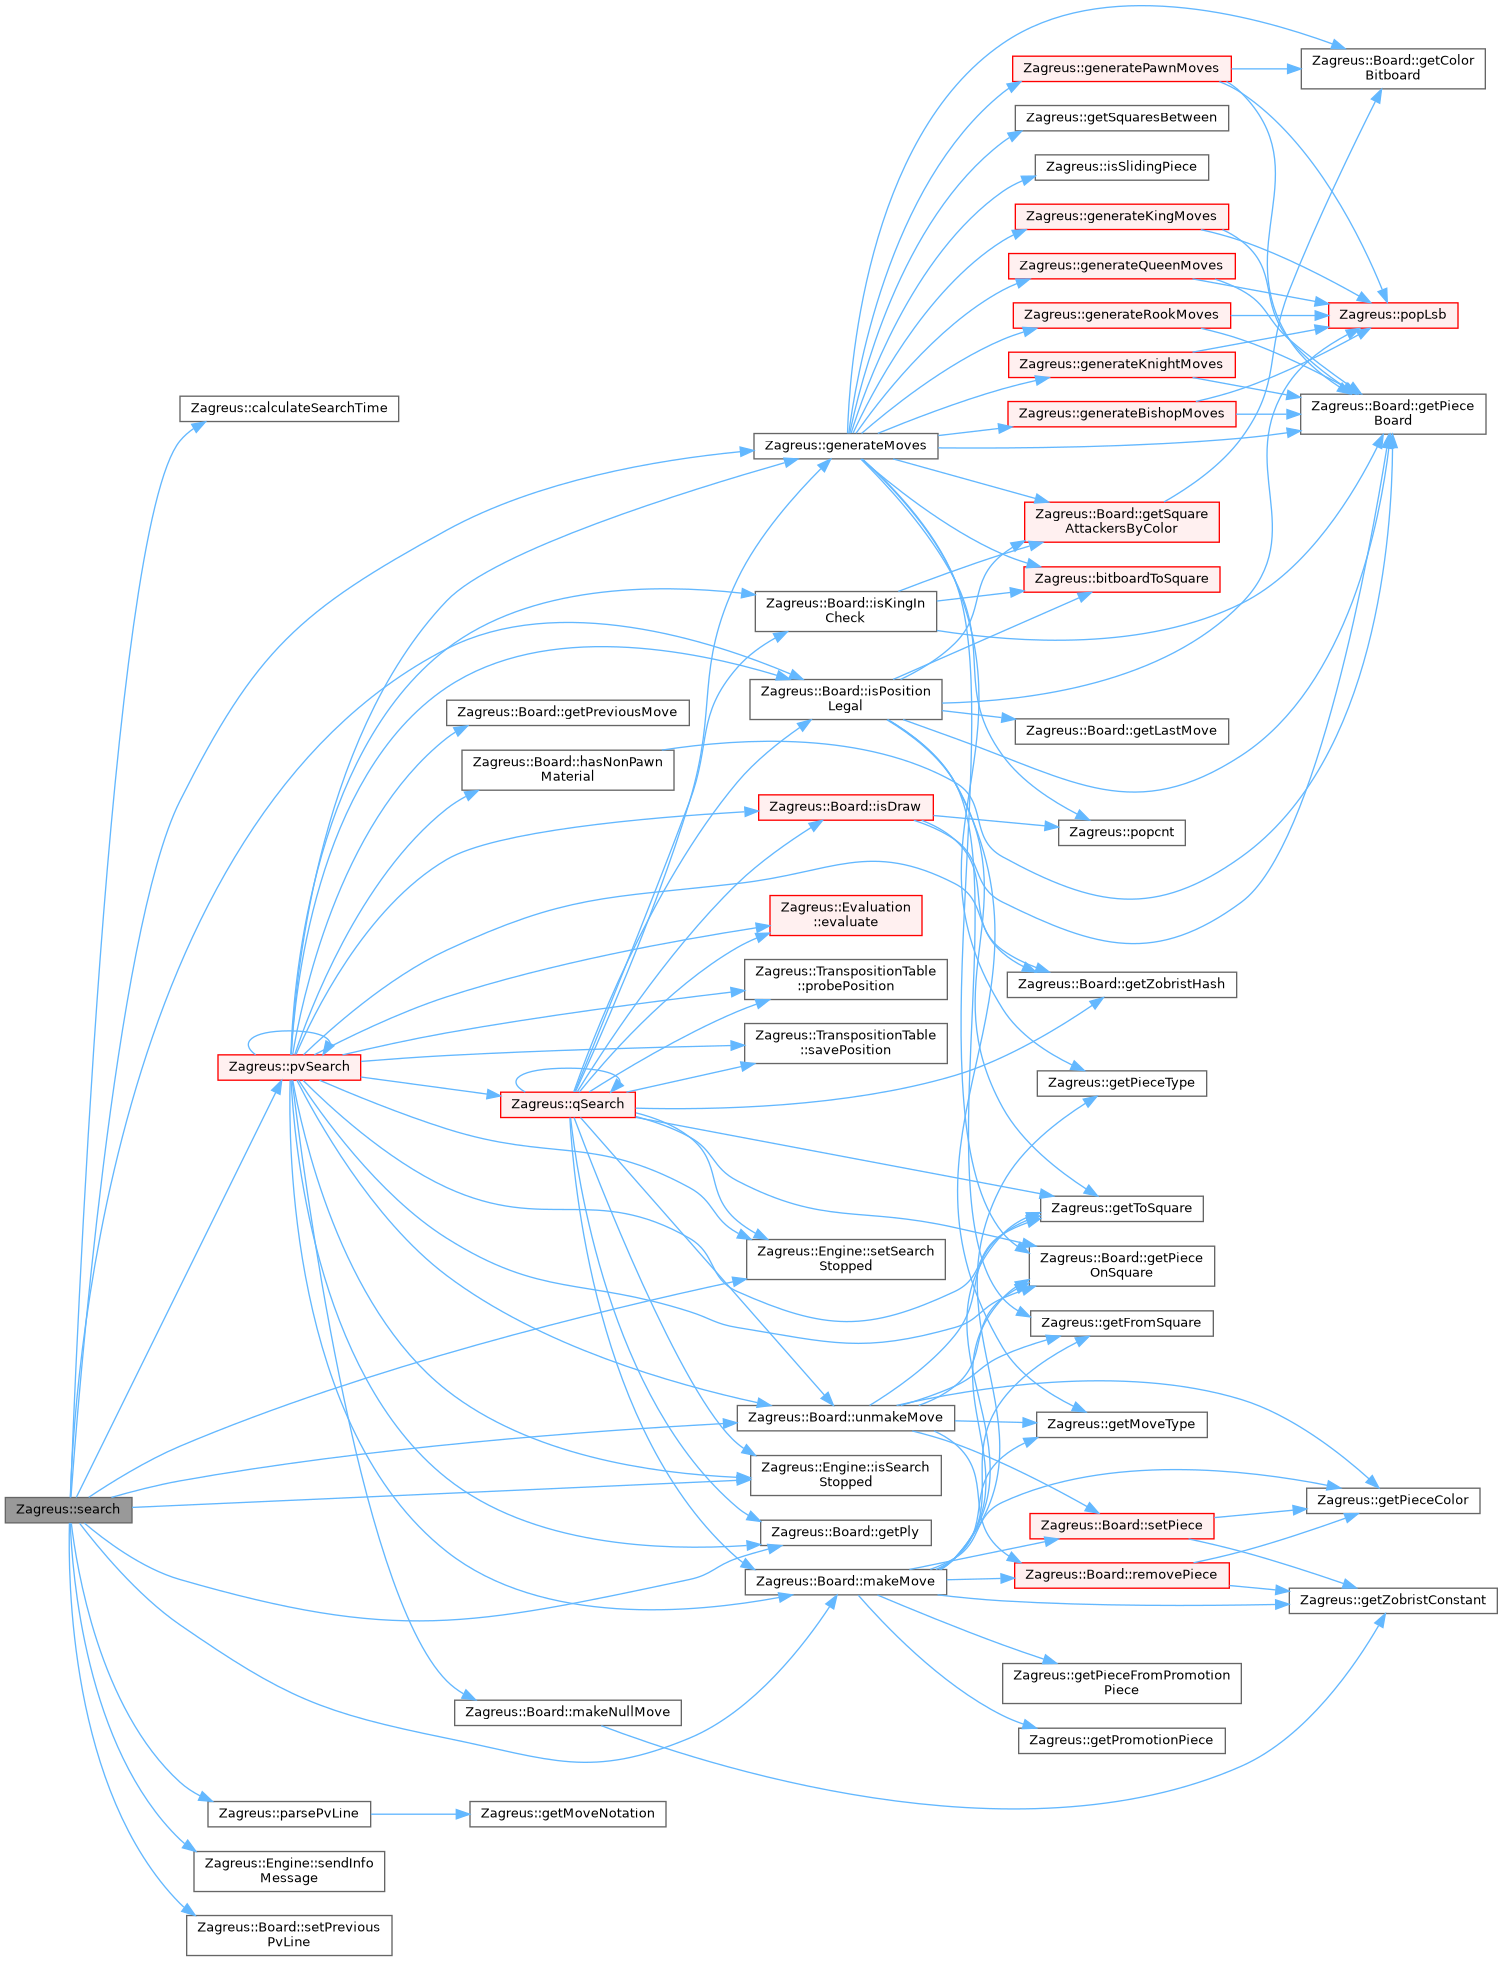 Zagreus::generatePawnMoves
Zagreus::Board::getColor
Bitboard
Zagreus::getSquaresBetween
Zagreus::isSlidingPiece
Zagreus::generateKingMoves
Zagreus::generateQueenMoves
Zagreus::generateRookMoves
Zagreus::popLsb
Zagreus::generateKnightMoves
Zagreus::calculateSearchTime
Zagreus::generateBishopMoves
Zagreus::Board::getPiece
Board
Zagreus::generateMoves
Zagreus::Board::getSquare
AttackersByColor
Zagreus::bitboardToSquare
Zagreus::Board::isKingIn
Check
Zagreus::Board::isPosition
Legal
Zagreus::Board::getPreviousMove
Zagreus::Board::getLastMove
Zagreus::Board::hasNonPawn
Material
Zagreus::Board::isDraw
Zagreus::popcnt
Zagreus::Evaluation
::evaluate
Zagreus::TranspositionTable
::probePosition
Zagreus::Board::getZobristHash
Zagreus::TranspositionTable
::savePosition
Zagreus::pvSearch
Zagreus::getPieceType
Zagreus::qSearch
Zagreus::getToSquare
Zagreus::Engine::setSearch
Stopped
Zagreus::Board::getPiece
OnSquare
Zagreus::getFromSquare
Zagreus::Board::unmakeMove
Zagreus::getMoveType
Zagreus::Engine::isSearch
Stopped
Zagreus::search
Zagreus::getPieceColor
Zagreus::Board::getPly
Zagreus::Board::setPiece
Zagreus::Board::makeMove
Zagreus::Board::removePiece
Zagreus::getZobristConstant
Zagreus::getPieceFromPromotion
Piece
Zagreus::Board::makeNullMove
Zagreus::getPromotionPiece
Zagreus::parsePvLine
Zagreus::getMoveNotation
Zagreus::Engine::sendInfo
Message
Zagreus::Board::setPrevious
PvLine